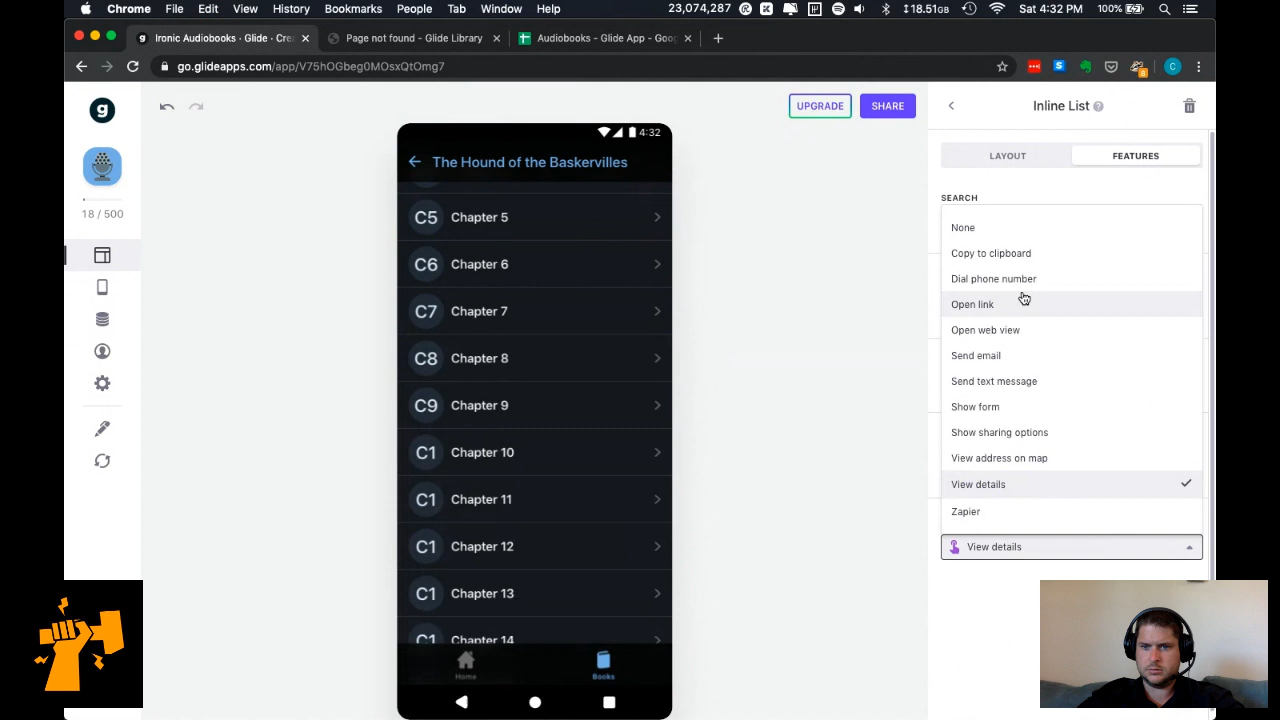 Chrome File Edit View History Bookmarks People Tab Window Help 23,074,287 18.51GB Sat 4:32 PM 100%
Ironic Audiobooks · Glide · Cre
Page not found - Glide Library
Audiobooks - Glide App - Goo
go.glideapps.com/app/V75hOGbeg0MOsxQtOmg7
8
C
g
18 / 500
UPGRADE
SHARE
4:32
The Hound of the Baskervilles
C5 Chapter 5
C6 Chapter 6
C7 Chapter 7
C8 Chapter 8
C9 Chapter 9
C1 Chapter 10
C1 Chapter 11
C1 Chapter 12
C1 Chapter 13
C1 Chapter 14
Home
Books
Inline List
LAYOUT
FEATURES
SEARCH
None
Copy to clipboard
Dial phone number
Open link
Open web view
Send email
Send text message
Show form
Show sharing options
View address on map
View details
Zapier
View details